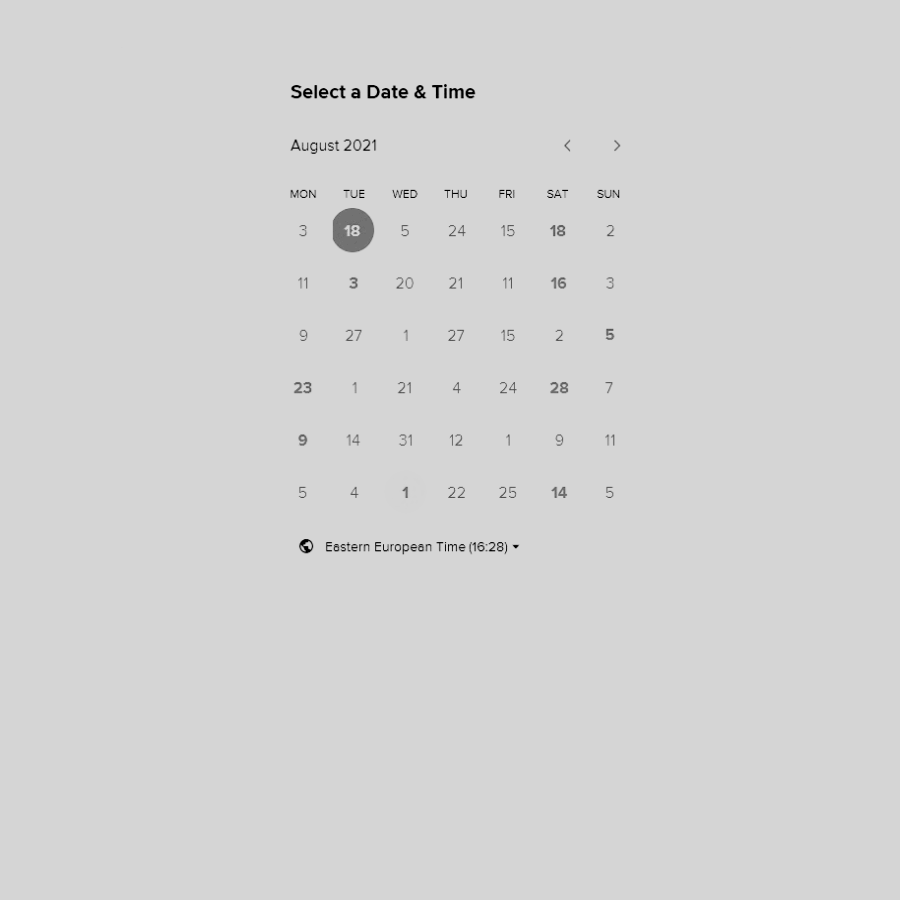 Select a Date & Time
August 2021
MON TUE WED THU FRI SAT SUN
3 18 5 24 15 18 2
11 3 20 21 11 16 3
9 27 1 27 15 2 5
23 1 21 4 24 28 7
9 14 31 12 1 9 11
5 4 1 22 25 14 5
Eastern European Time (16:28)